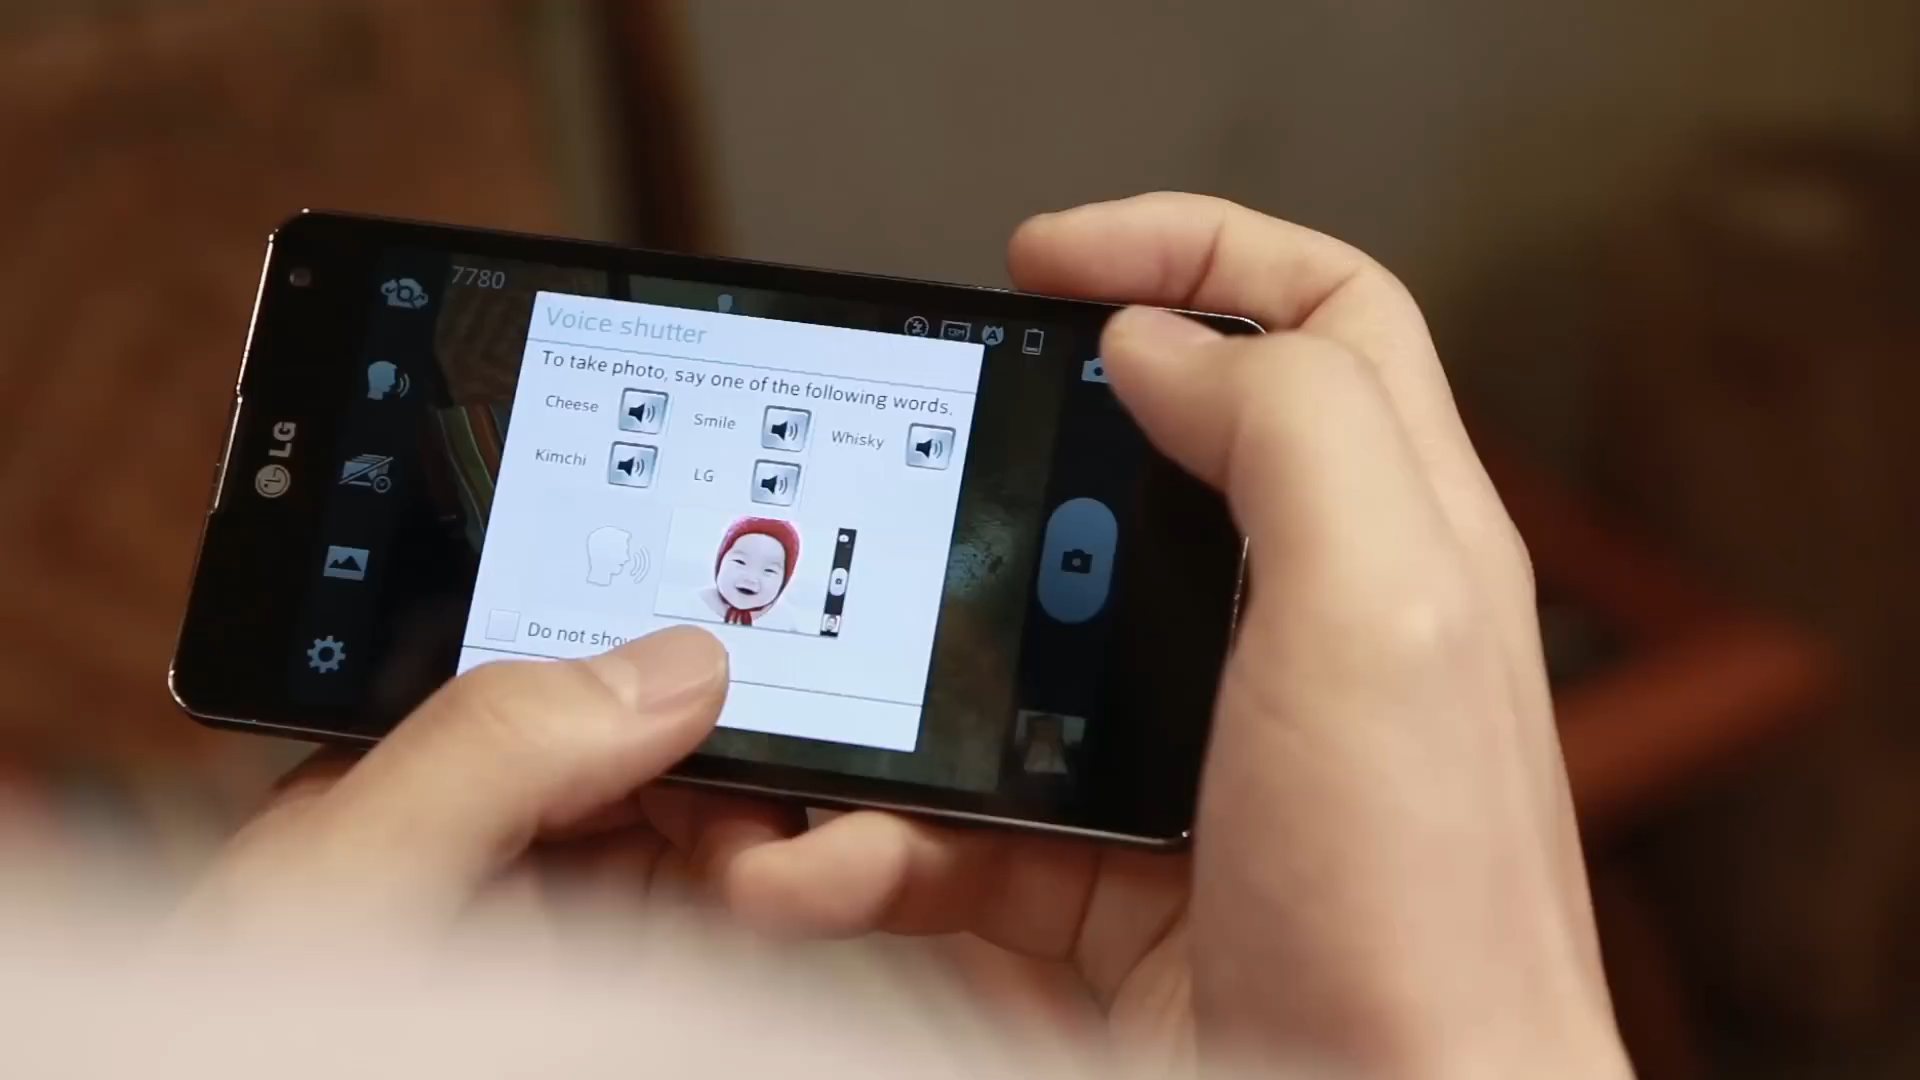 7780
Voice shutter
To take photo, say one of the following words.
Cheese Smile Whisky
Kimchi LG
Do not show
LG